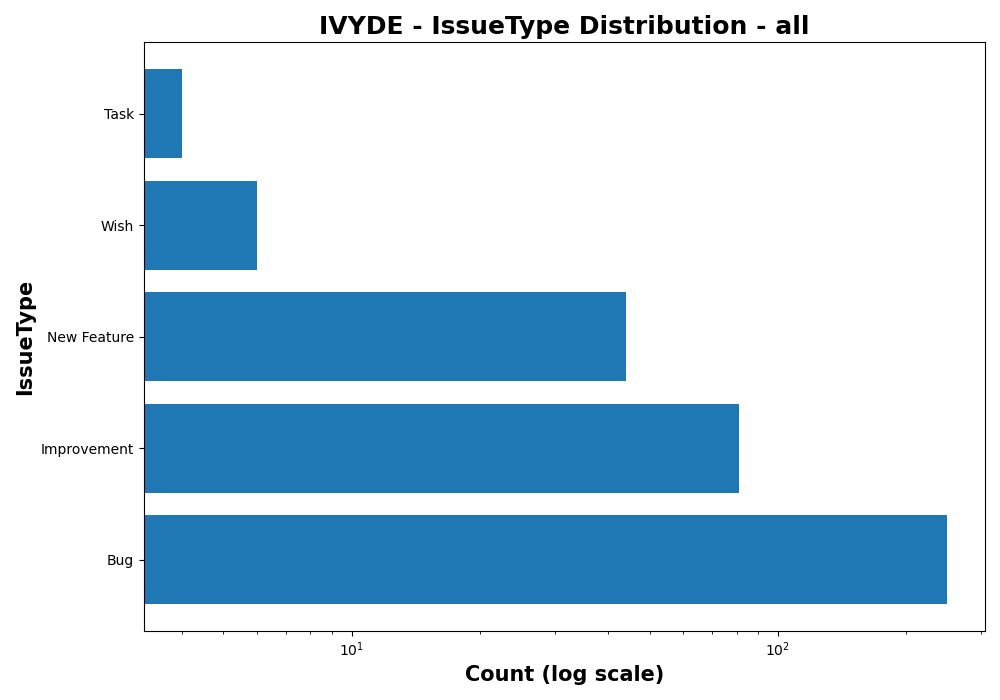 IVYDE - IssueType Distribution - all
IssueType
Task
Wish
New Feature
Improvement
Bug
10¹
10²
Count (log scale)